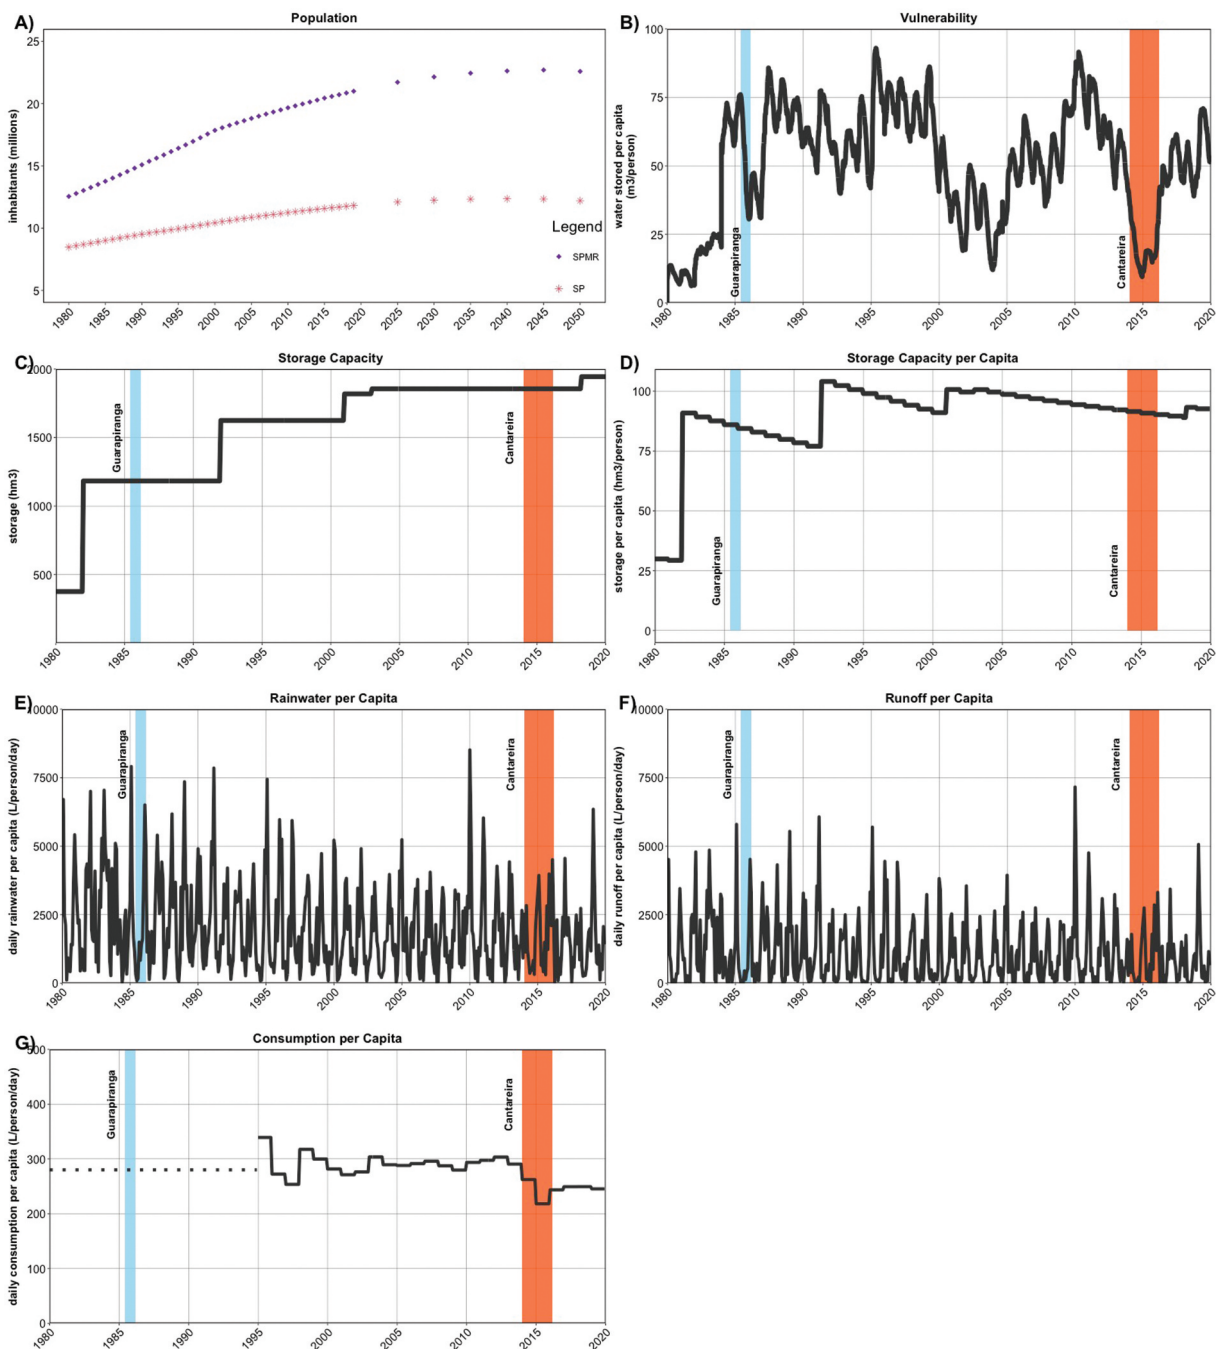 A)
Population
inhabitants (millions)
25
20
15
10
5
1980
1985
1990
1995
2000
2005
2010
2015
2020
2025
2030
2035
2040
2045
2050
Legend
SPMR
SP
B)
Vulnerability
water stored per capita
(m3/person)
100
75
50
25
0
Guarapiranga
Cantareira
1980
1985
1990
1995
2000
2005
2010
2015
2020
C)
Storage Capacity
storage (hm3)
2000
1500
1000
500
Guarapiranga
Cantareira
1980
1985
1990
1995
2000
2005
2010
2015
2020
D)
Storage Capacity per Capita
storage per capita (hm3/person)
100
75
50
25
0
Guarapiranga
Cantareira
1980
1985
1990
1995
2000
2005
2010
2015
2020
E)
Rainwater per Capita
daily rainwater per capita (L/person/day)
10000
7500
5000
2500
0
Guarapiranga
Cantareira
1980
1985
1990
1995
2000
2005
2010
2015
2020
F)
Runoff per Capita
daily runoff per capita (L/person/day)
10000
7500
5000
2500
0
Guarapiranga
Cantareira
1980
1985
1990
1995
2000
2005
2010
2015
2020
G)
Consumption per Capita
daily consumption per capita (L/person/day)
500
400
300
200
100
0
Guarapiranga
Cantareira
1980
1985
1990
1995
2000
2005
2010
2015
2020